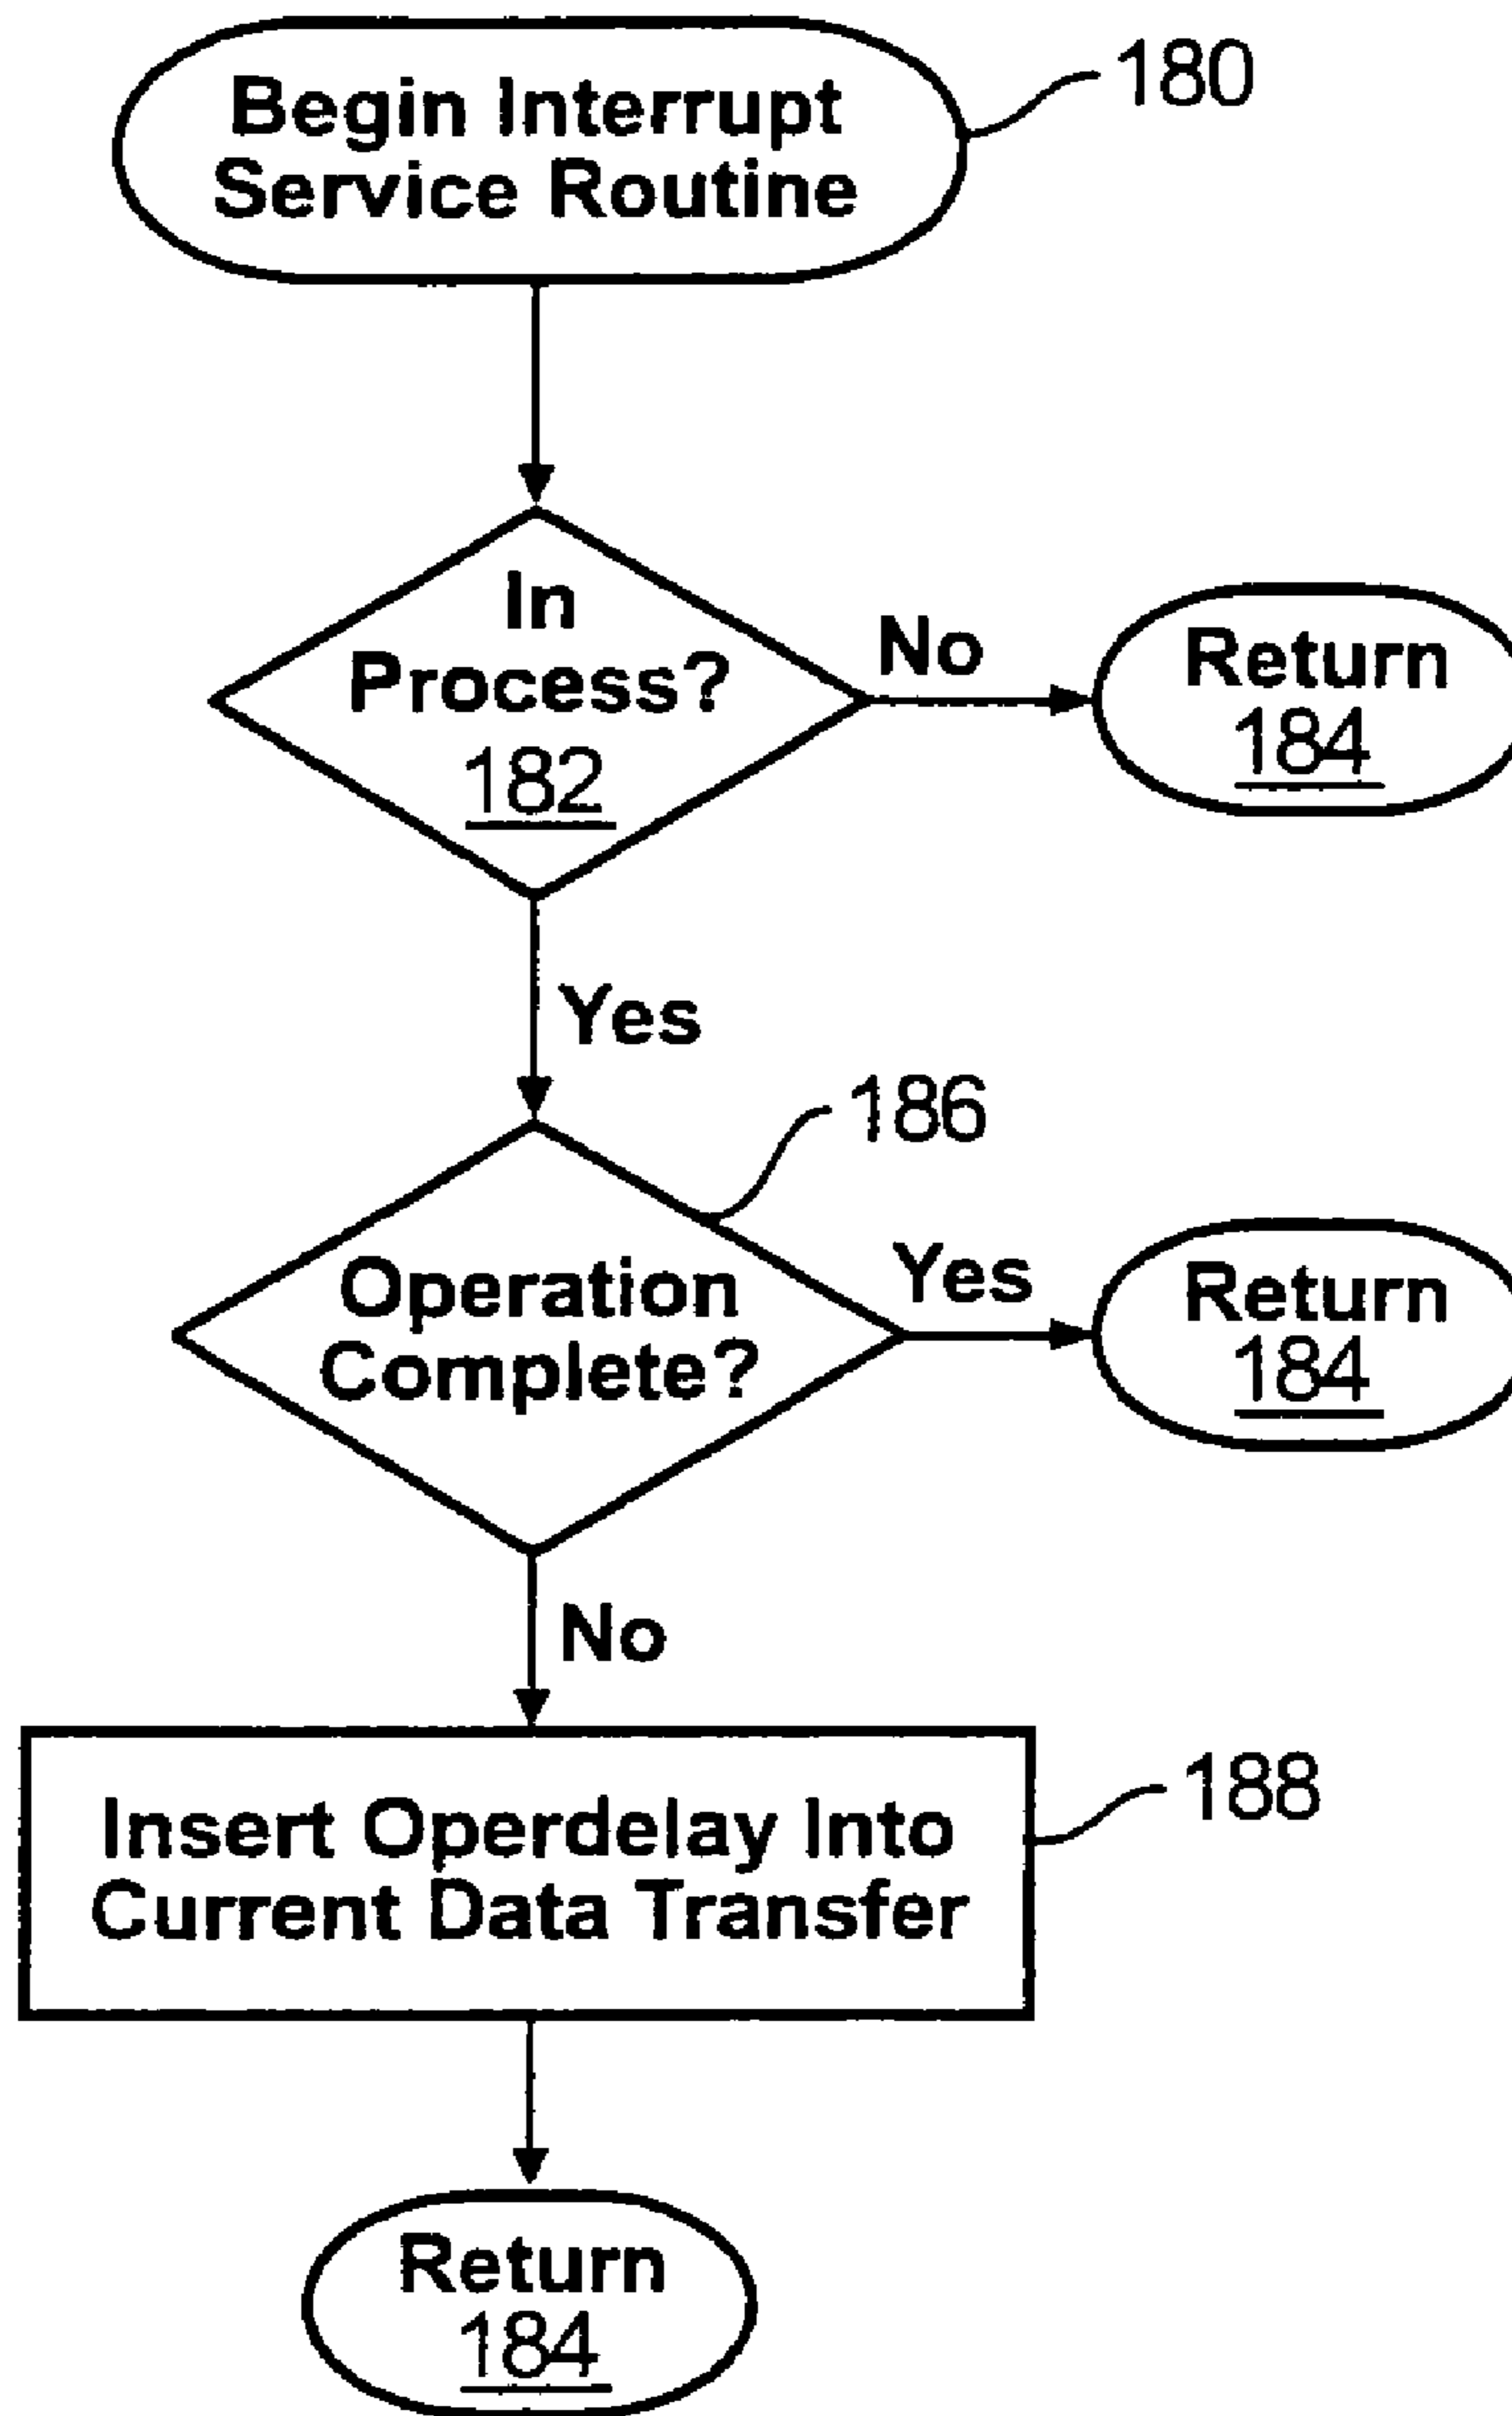 Begin Interrupt
Service Routine
180
In
Process?
182
No
Return
184
Yes
186
Operation
Complete?
Yes
Return
184
No
Insert Operdelay Into
Current Data Transfer
188
Return
184